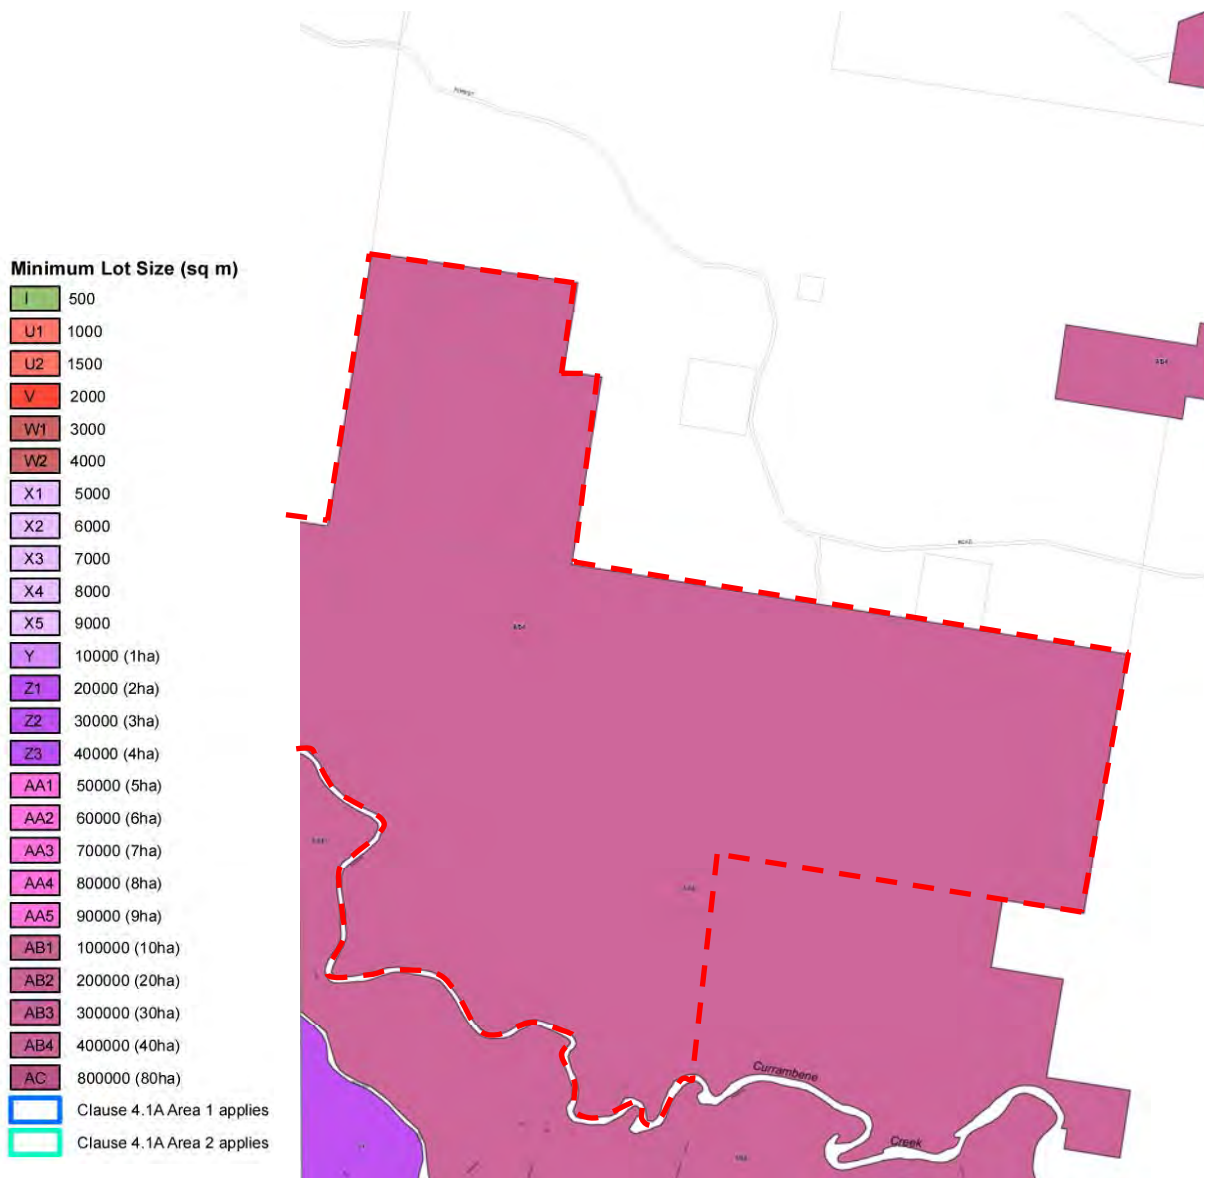 FOREST
Minimum Lot Size (sq m)
I 500
U1 1000
U2 1500
V 2000
W1 3000
W2 4000
X1 5000
X2 6000
X3 7000
X4 8000
X5 9000
Y 10000 (1ha)
Z1 20000 (2ha)
Z2 30000 (3ha)
Z3 40000 (4ha)
AA1 50000 (5ha)
AA2 60000 (6ha)
AA3 70000 (7ha)
AA4 80000 (8ha)
AA5 90000 (9ha)
AB1 100000 (10ha)
AB2 200000 (20ha)
AB3 300000 (30ha)
AB4 400000 (40ha)
AC 800000 (80ha)
Clause 4.1A Area 1 applies
Clause 4.1A Area 2 applies
ROAD
Currambene
Creek